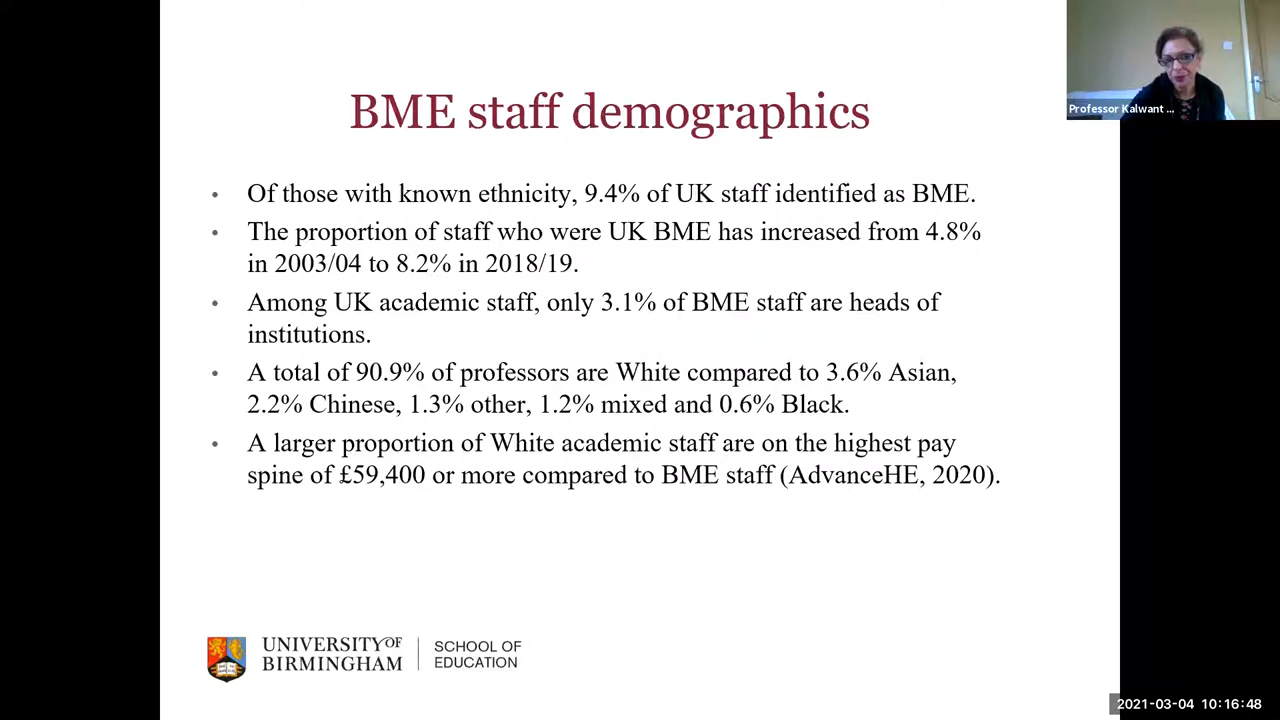 BME staff demographics
Professor Kalwant ...
• Of those with known ethnicity, 9.4% of UK staff identified as BME.
• The proportion of staff who were UK BME has increased from 4.8%
in 2003/04 to 8.2% in 2018/19.
• Among UK academic staff, only 3.1% of BME staff are heads of
institutions.
• A total of 90.9% of professors are White compared to 3.6% Asian,
2.2% Chinese, 1.3% other, 1.2% mixed and 0.6% Black.
• A larger proportion of White academic staff are on the highest pay
spine of £59,400 or more compared to BME staff (AdvanceHE, 2020).
UNIVERSITY OF
BIRMINGHAM
SCHOOL OF
EDUCATION
2021-03-04 10:16:48